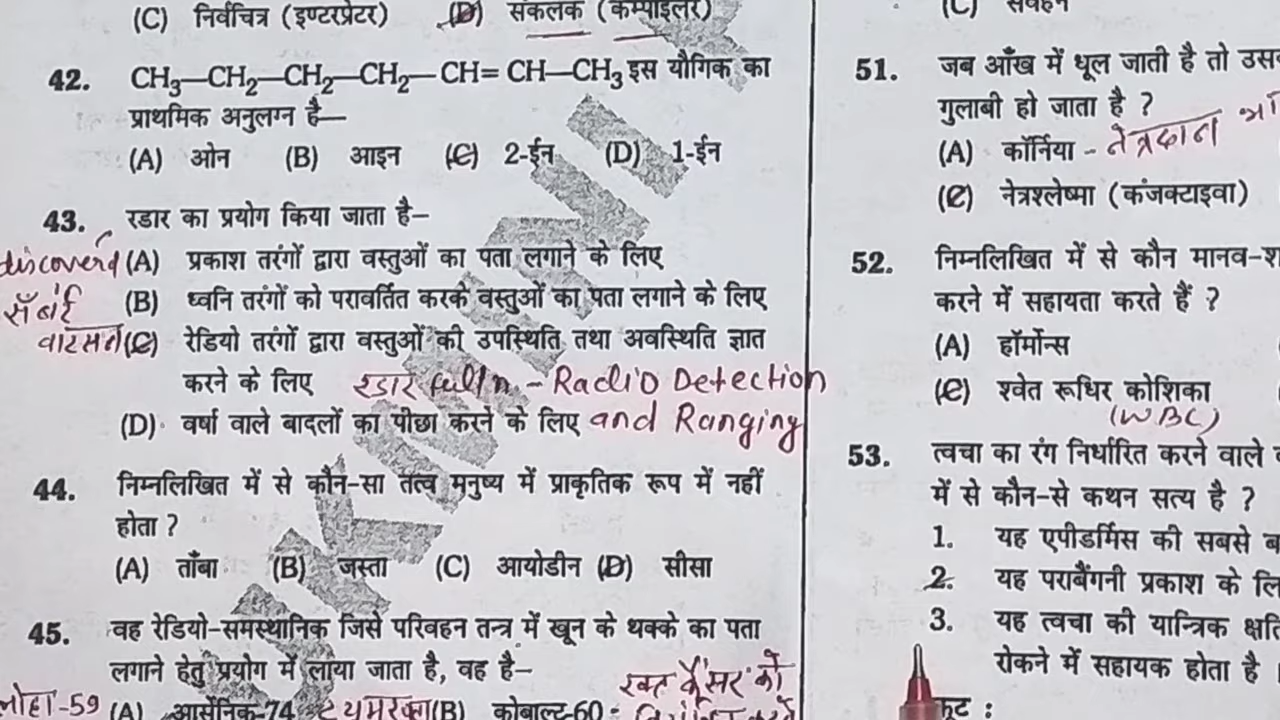 (C) निर्वचित्र (इण्टरप्रेटर) (D) संकलक (कम्पाइलर)
42. CH₃—CH₂—CH₂—CH₂—CH=CH—CH₃ इस यौगिक का
प्राथमिक अनुलग्न है—
(A) ओन (B) आइन (C) 2-ईन (D) 1-ईन
43. रडार का प्रयोग किया जाता है–
(A) प्रकाश तरंगों द्वारा वस्तुओं का पता लगाने के लिए
(B) ध्वनि तरंगों को परावर्तित करके वस्तुओं का पता लगाने के लिए
(C) रेडियो तरंगों द्वारा वस्तुओं की उपस्थिति तथा अवस्थिति ज्ञात
करने के लिए रडार - Radio Detection
(D) वर्षा वाले बादलों का पीछा करने के लिए and Ranging
44. निम्नलिखित में से कौन-सा तत्व मनुष्य में प्राकृतिक रूप में नहीं
होता ?
(A) ताँबा (B) जस्ता (C) आयोडीन (D) सीसा
45. वह रेडियो-समस्थानिक जिसे परिवहन तन्त्र में खून के थक्के का पता
लगाने हेतु प्रयोग में लाया जाता है, वह है–
रक्त कैंसर को
लोहा-59 (A) आर्सेनिक-74 (B) कोबाल्ट-60
(C) संवहन
51. जब आँख में धूल जाती है तो
गुलाबी हो जाता है ?
(A) कॉर्निया - नेत्रदान
(C) नेत्रश्लेष्मा (कंजक्टाइवा)
52. निम्नलिखित में से कौन
करने में सहायता करते हैं ?
(A) हॉर्मोन्स
(C) श्वेत रूधिर कोशिका
(WBC)
53. त्वचा का रंग निर्धारित करने वाले
में से कौन-से कथन सत्य है ?
1. यह एपीडर्मिस की सबसे
2. यह पराबैंगनी प्रकाश के
3. यह त्वचा की यान्त्रिक
रोकने में सहायक होता है
कूट :